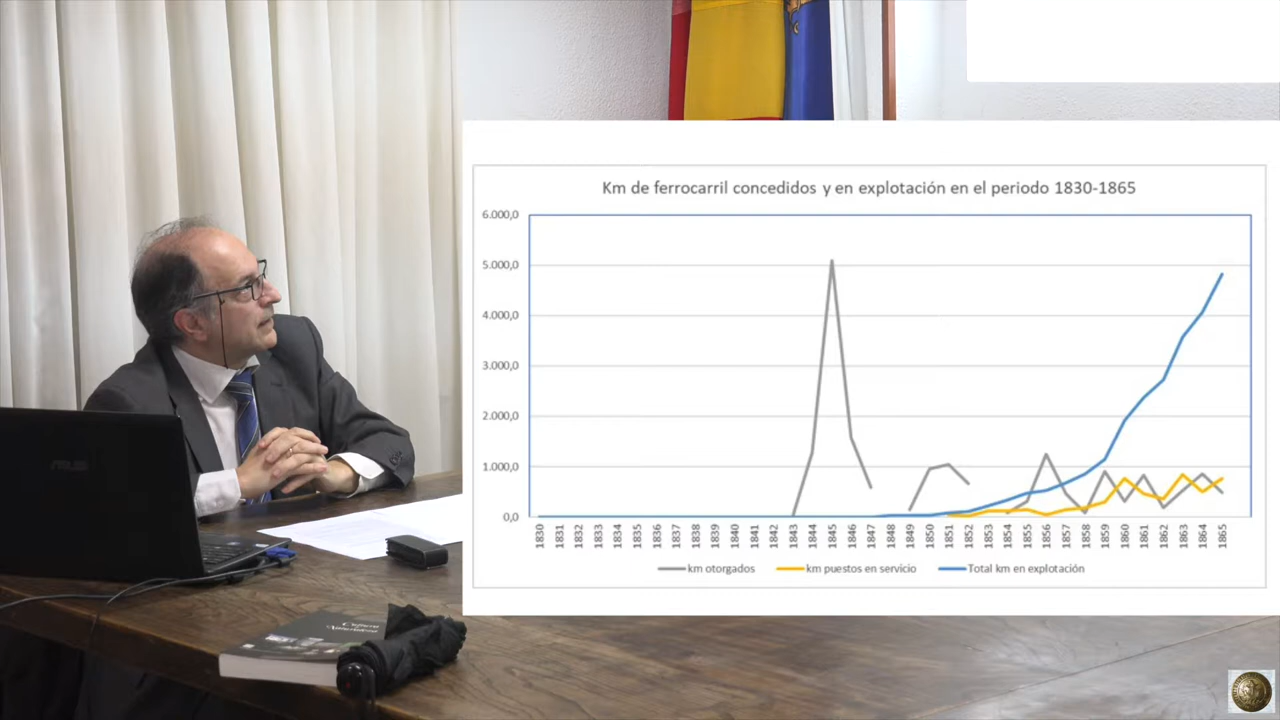 Km de ferrocarril concedidos y en explotación en el periodo 1830-1865
6.000,0
5.000,0
4.000,0
3.000,0
2.000,0
1.000,0
0,0
1830 1831 1832 1833 1834 1835 1836 1837 1838 1839 1840 1841 1842 1843 1844 1845 1846 1847 1848 1849 1850 1851 1852 1853 1854 1855 1856 1857 1858 1859 1860 1861 1862 1863 1864 1865
km otorgados km puestos en servicio Total km en explotación
ASUS